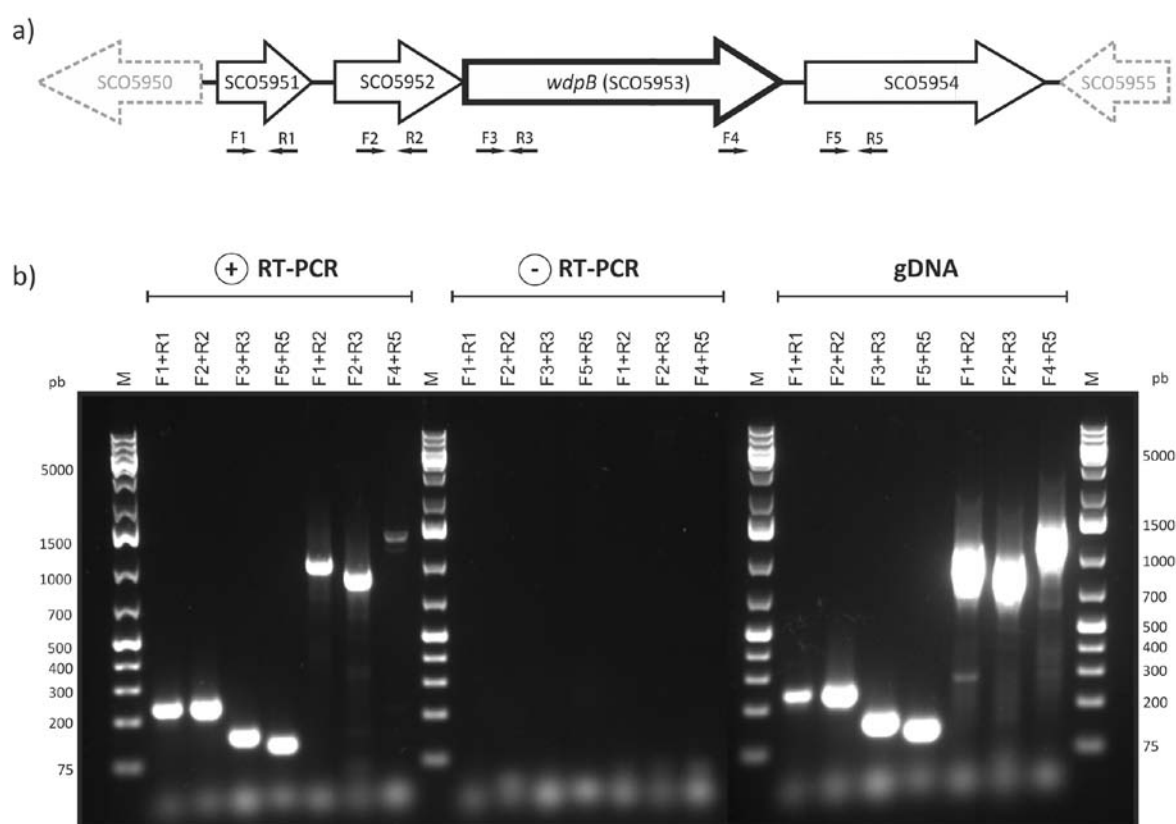 a)
SCO5950 SCO5951 SCO5952 wdpB (SCO5953) SCO5954 SCO5955
F1 R1 F2 R2 F3 R3 F4 F5 R5
b)
+ RT-PCR - RT-PCR gDNA
pb M F1+R1 F2+R2 F3+R3 F5+R5 F1+R2 F2+R3 F4+R5 M F1+R1 F2+R2 F3+R3 F5+R5 F1+R2 F2+R3 F4+R5 M F1+R1 F2+R2 F3+R3 F5+R5 F1+R2 F2+R3 F4+R5 M pb
5000 5000
1500 1500
1000 1000
700 700
500 500
400 400
300 300
200 200
75 75